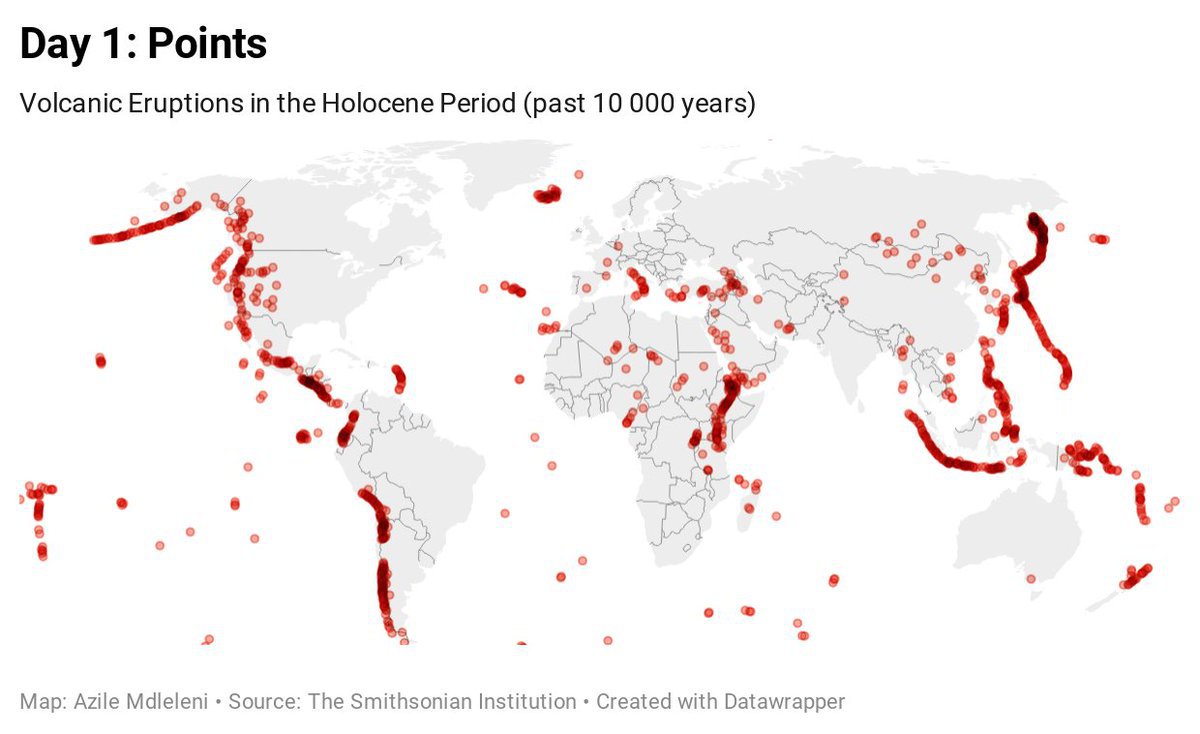 Day 1: Points
Volcanic Eruptions in the Holocene Period (past 10 000 years)
Map: Azile Mdleleni • Source: The Smithsonian Institution • Created with Datawrapper